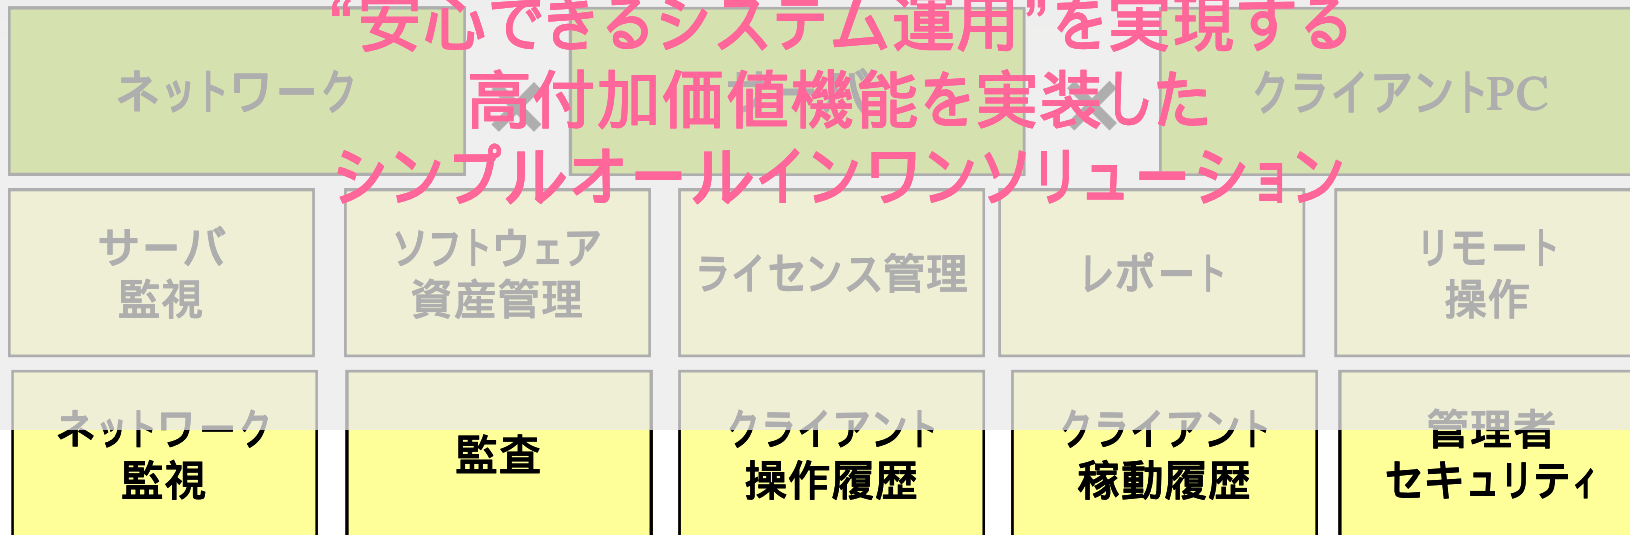 “安心できるシステム運用”を実現する
高付加価値機能を実装した
シンプルオールインワンソリューション
ネットワーク
×
サーバ
×
クライアントPC
サーバ
監視
ソフトウェア
資産管理
ライセンス管理
レポート
リモート
操作
ネットワーク
監視
監査
クライアント
操作履歴
クライアント
稼動履歴
管理者
セキュリティ